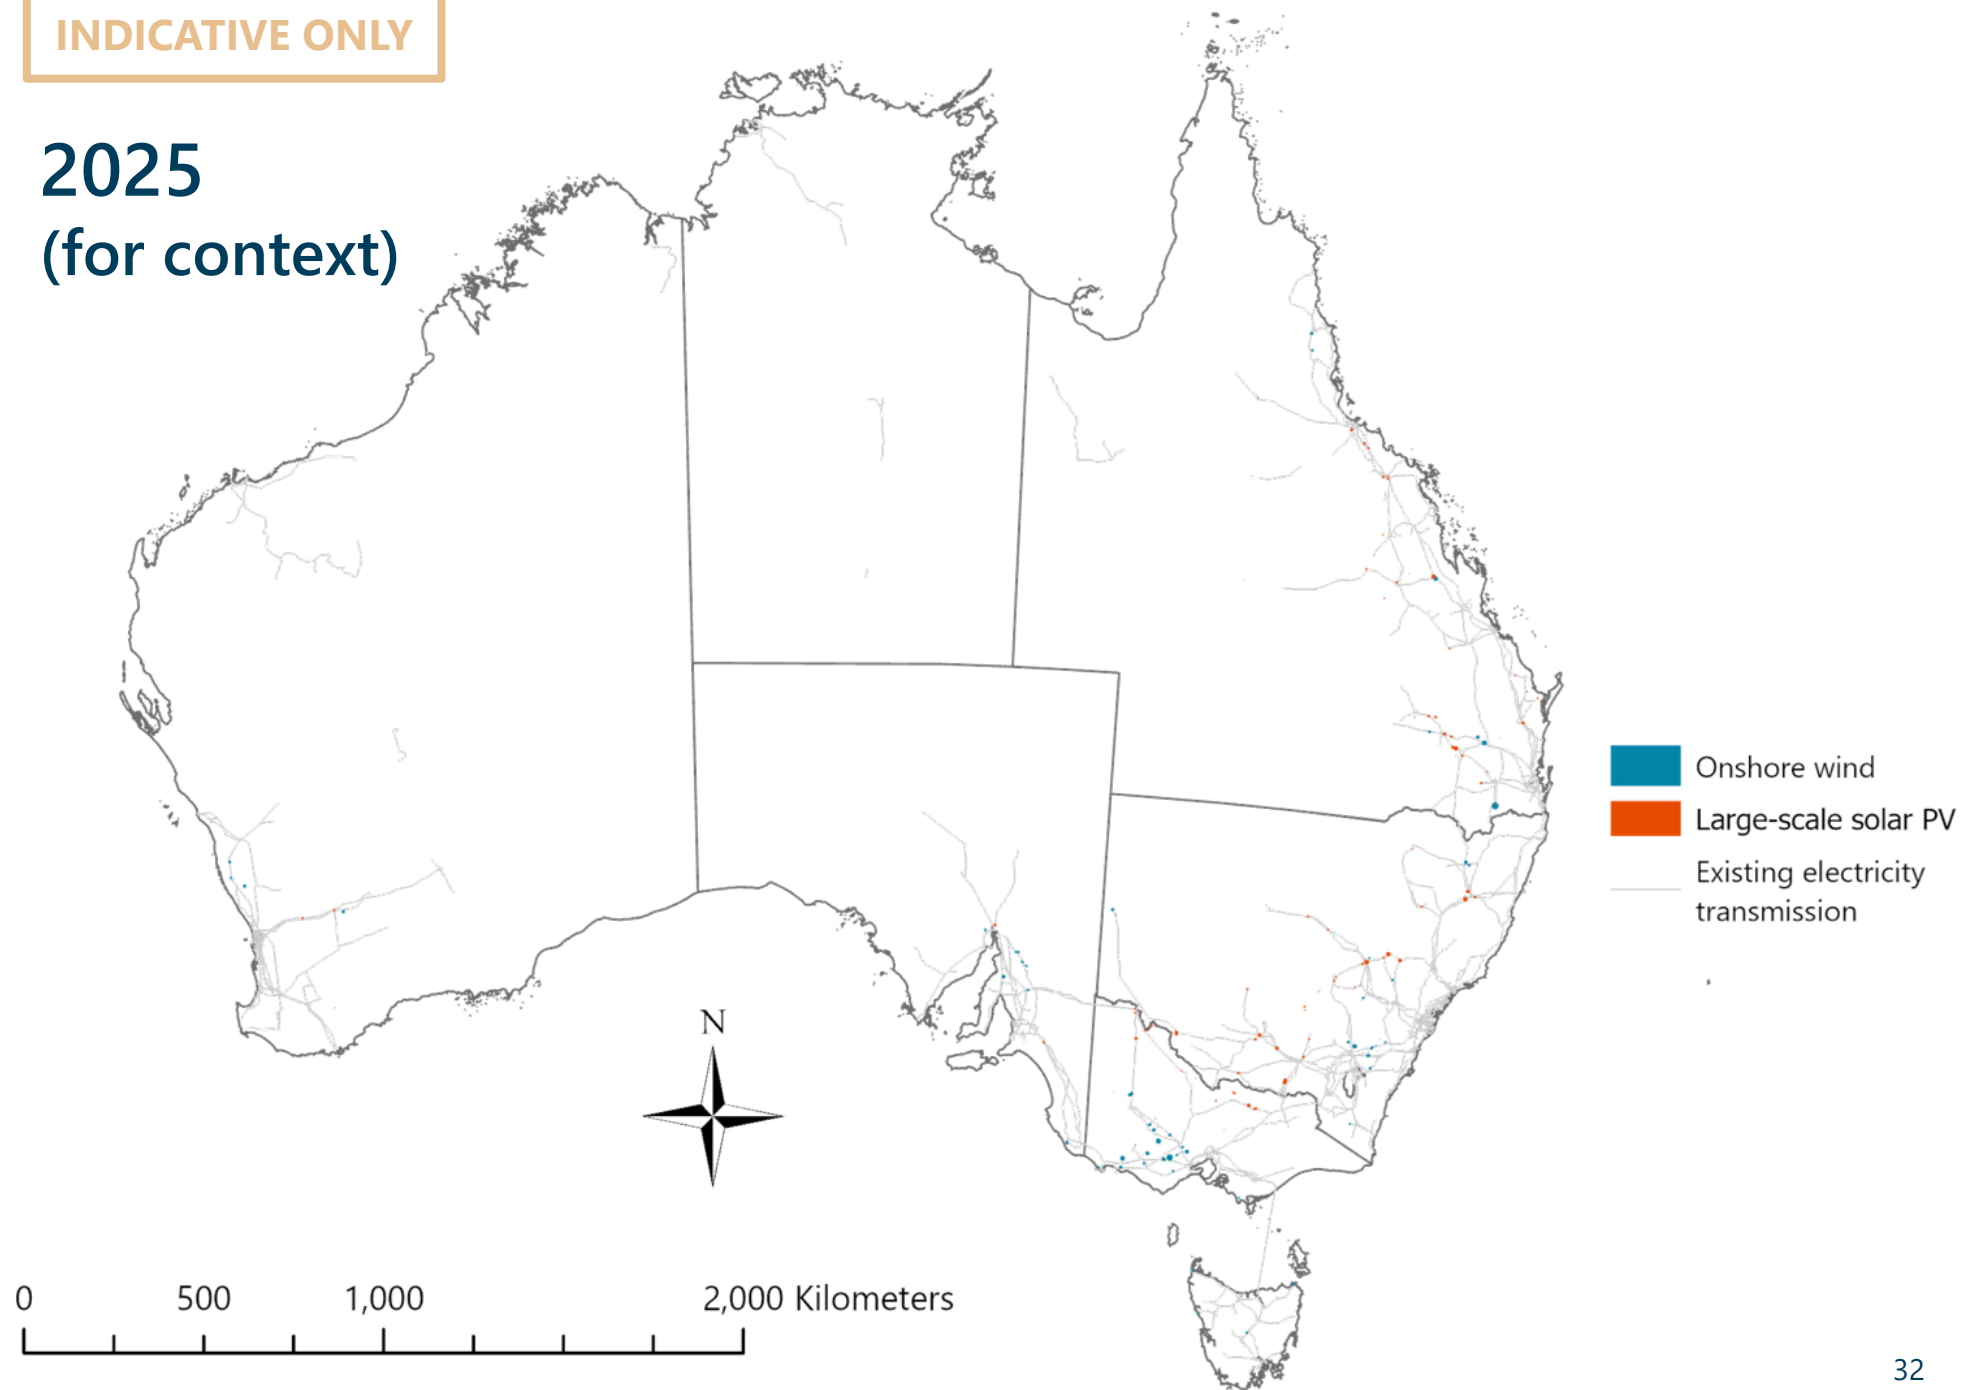 INDICATIVE ONLY
2025
(for context)
Onshore wind
Large-scale solar PV
Existing electricity
transmission
N
0 500 1,000 2,000 Kilometers
32